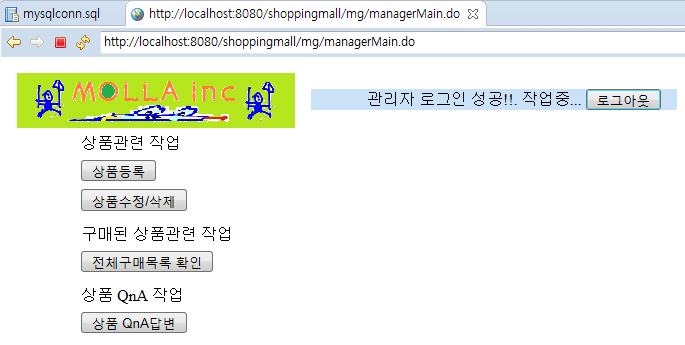 mysqlconn.sql
http://localhost:8080/shoppingmall/mg/managerMain.do
http://localhost:8080/shoppingmall/mg/managerMain.do
MOLLA inc
관리자 로그인 성공!!. 작업중... 로그아웃
상품관련 작업
상품등록
상품수정/삭제
구매된 상품관련 작업
전체구매목록 확인
상품 QnA 작업
상품 QnA답변